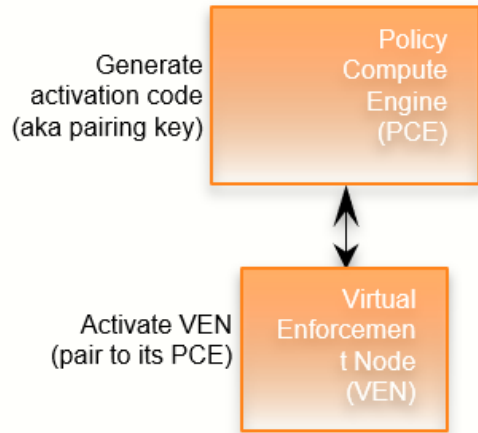 Generate
activation code
(aka pairing key)
Policy
Compute
Engine
(PCE)
Activate VEN
(pair to its PCE)
Virtual
Enforcemen
t Node
(VEN)